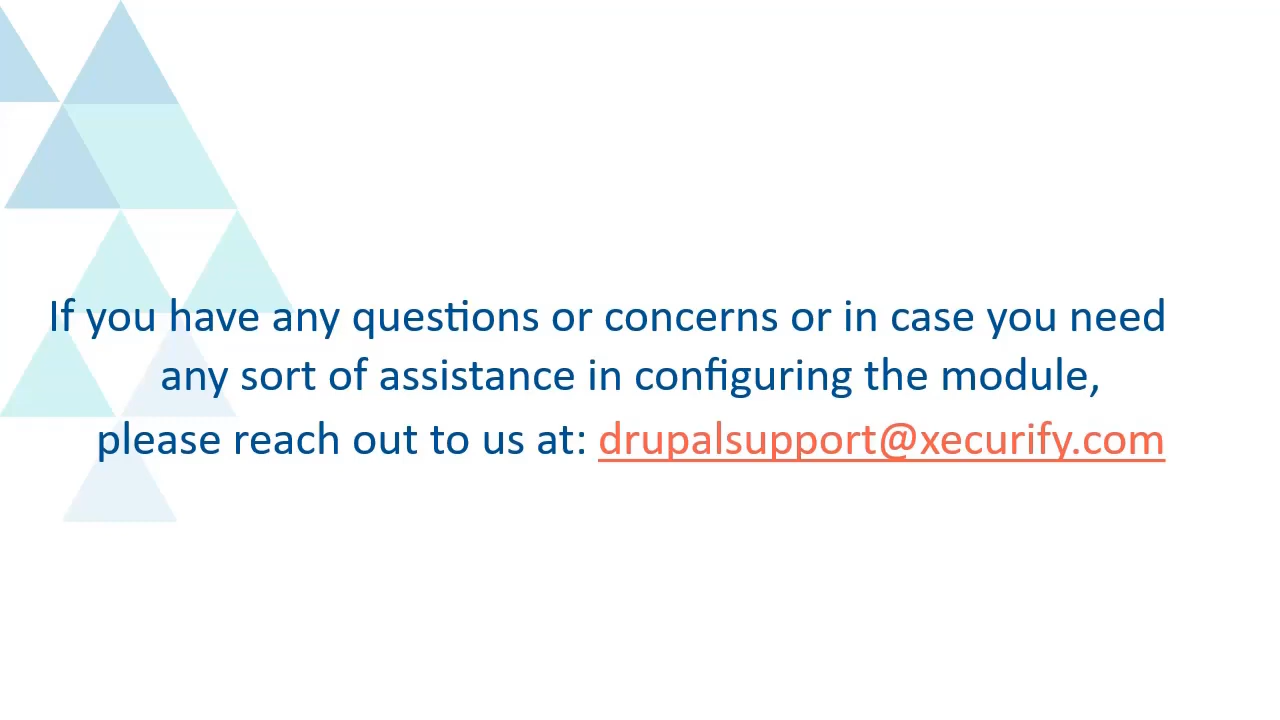 If you have any questions or concerns or in case you need
any sort of assistance in configuring the module,
please reach out to us at: drupalsupport@xecurify.com